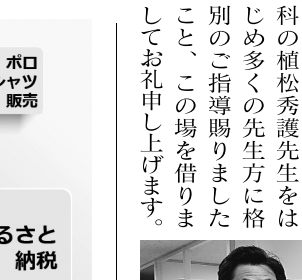 科の植松秀護先生をは
じめ多くの先生方に格
別のご指導賜りました
こと、この場を借りま
してお礼申し上げます。
ポロ
シャツ
販売
るさと
納税